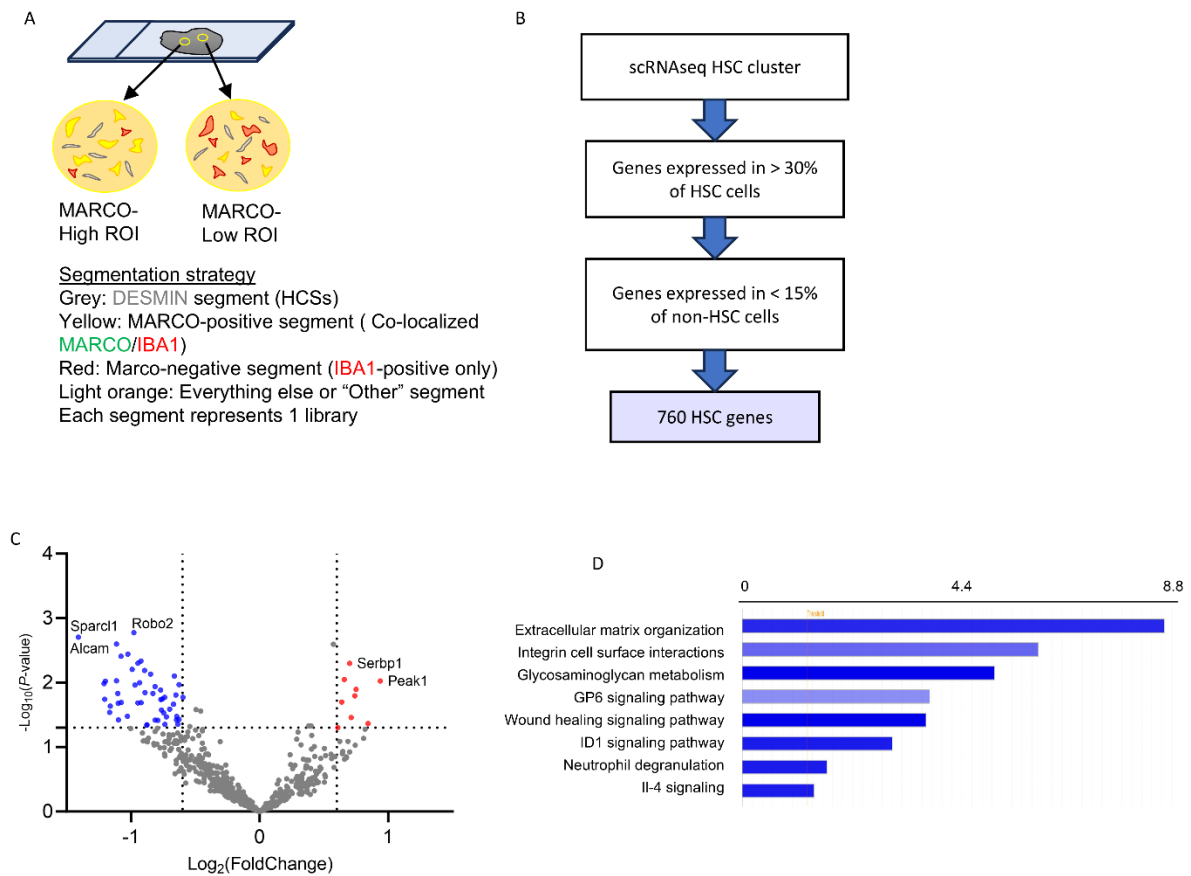 A
MARCO-
High ROI
MARCO-
Low ROI
Segmentation strategy
Grey: DESMIN segment (HCSs)
Yellow: MARCO-positive segment ( Co-localized
MARCO/IBA1)
Red: Marco-negative segment (IBA1-positive only)
Light orange: Everything else or “Other” segment
Each segment represents 1 library
B
scRNAseq HSC cluster
Genes expressed in > 30%
of HSC cells
Genes expressed in < 15%
of non-HSC cells
760 HSC genes
C
4
3
2
1
1
0
-Log10(P-value)
Sparcl1
Alcam
Robo2
Serbp1
Peak1
-1
0
1
Log2(FoldChange)
D
0
4.4
8.8
Threshold
Extracellular matrix organization
Integrin cell surface interactions
Glycosaminoglycan metabolism
GP6 signaling pathway
Wound healing signaling pathway
ID1 signaling pathway
Neutrophil degranulation
Il-4 signaling